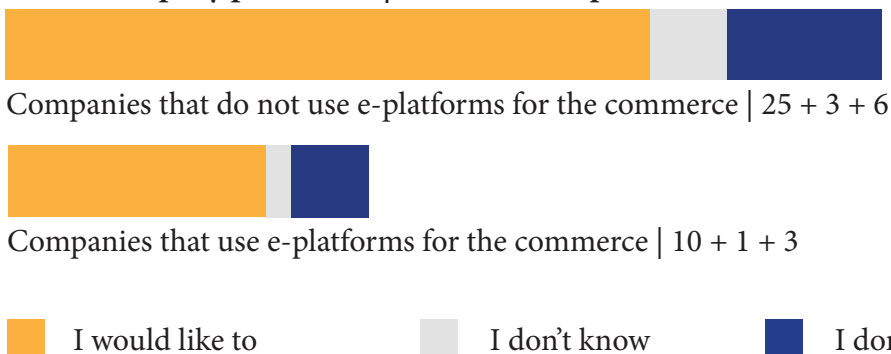 Companies that do not use e-platforms for the commerce | 25 + 3 + 6
Companies that use e-platforms for the commerce | 10 + 1 + 3
I would like to I don't know I